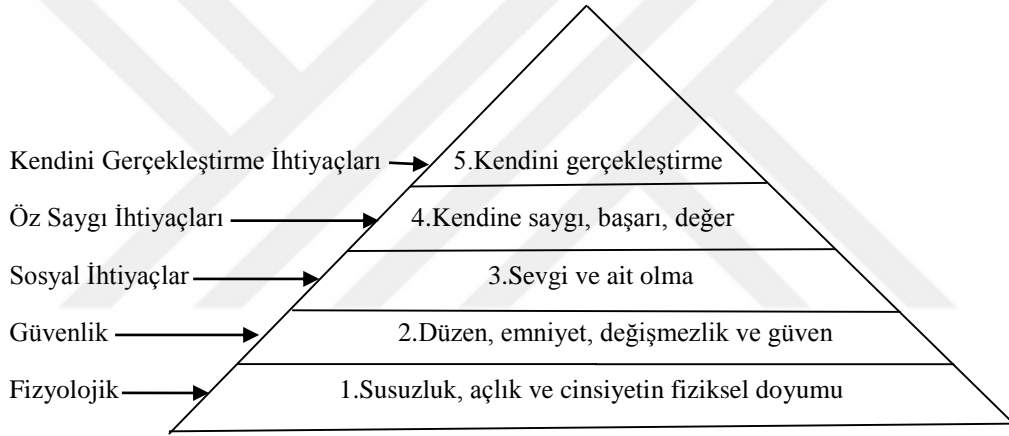 Kendini Gerçekleştirme İhtiyaçları 5.Kendini gerçekleştirme
Öz Saygı İhtiyaçları 4.Kendine saygı, başarı, değer
Sosyal İhtiyaçlar 3.Sevgi ve ait olma
Güvenlik 2.Düzen, emniyet, değişmezlik ve güven
Fizyolojik 1.Susuzluk, açlık ve cinsiyetin fiziksel doyumu